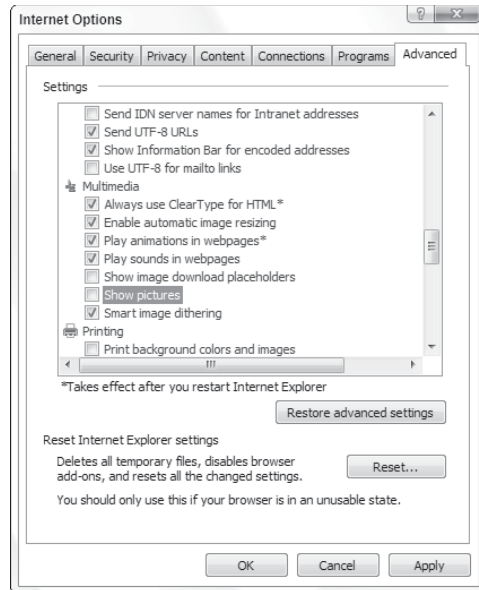 Internet Options
General Security Privacy Content Connections Programs Advanced
Settings
Send IDN server names for Intranet addresses
Send UTF-8 URLs
Show Information Bar for encoded addresses
Use UTF-8 for mailto links
Multimedia
Always use ClearType for HTML*
Enable automatic image resizing
Play animations in webpages*
Play sounds in webpages
Show image download placeholders
Show pictures
Smart image dithering
Printing
Print background colors and images
*Takes effect after you restart Internet Explorer
Restore advanced settings
Reset Internet Explorer settings
Deletes all temporary files, disables browser
add-ons, and resets all the changed settings.
Reset...
You should only use this if your browser is in an unusable state.
OK Cancel Apply